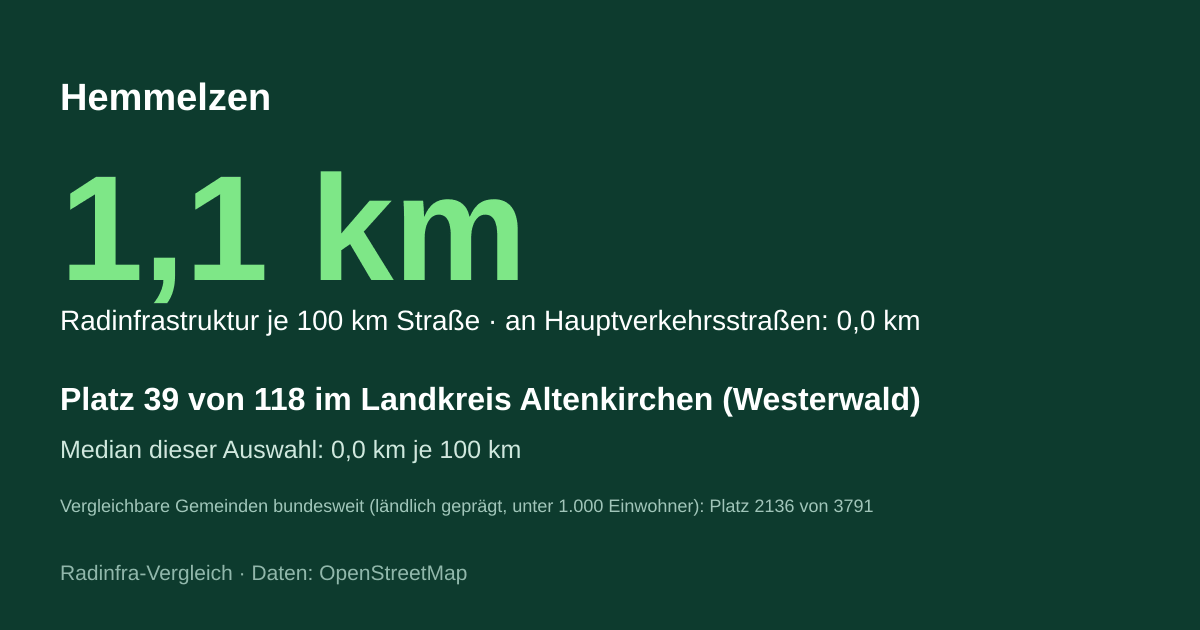 Hemmelzen
1,1 km
Radinfrastruktur je 100 km Straße · an Hauptverkehrsstraßen: 0,0 km
Platz 39 von 118 im Landkreis Altenkirchen (Westerwald)
Median dieser Auswahl: 0,0 km je 100 km
Vergleichbare Gemeinden bundesweit (ländlich geprägt, unter 1.000 Einwohner): Platz 2136 von 3791
Radinfra-Vergleich · Daten: OpenStreetMap